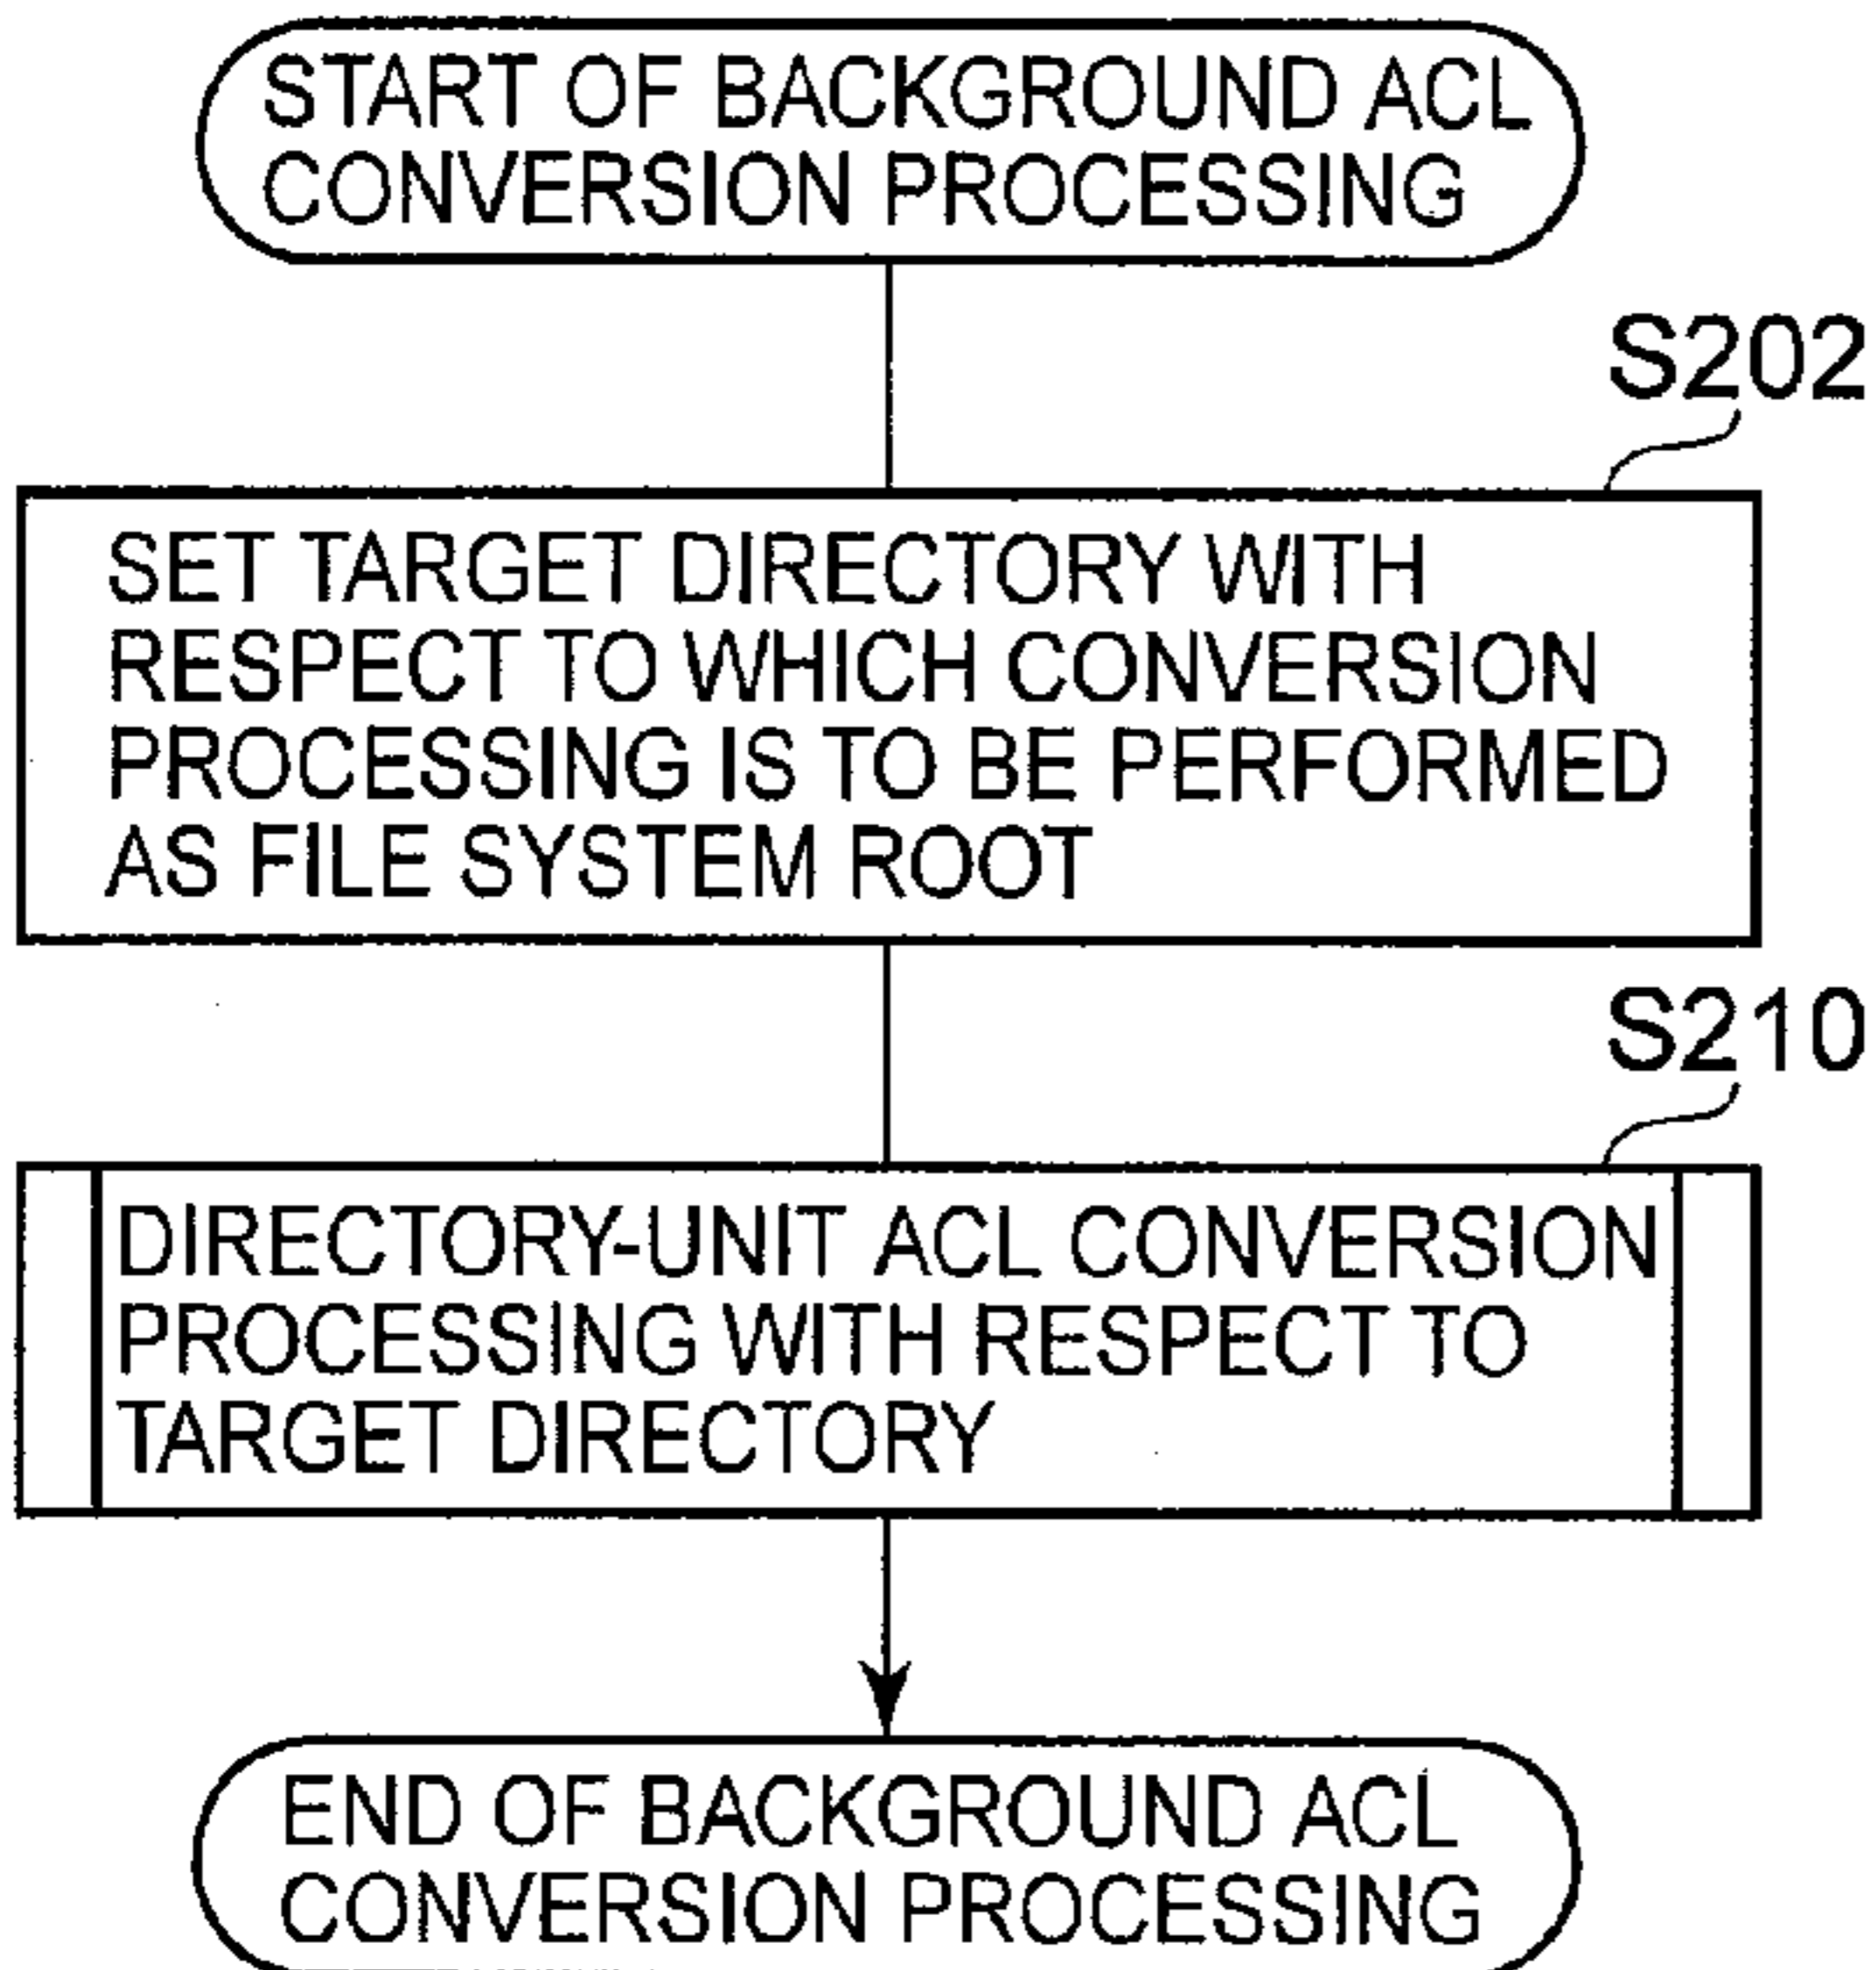 START OF BACKGROUND ACL
CONVERSION PROCESSING
S202
SET TARGET DIRECTORY WITH
RESPECT TO WHICH CONVERSION
PROCESSING IS TO BE PERFORMED
AS FILE SYSTEM ROOT
S210
DIRECTORY-UNIT ACL CONVERSION
PROCESSING WITH RESPECT TO
TARGET DIRECTORY
END OF BACKGROUND ACL
CONVERSION PROCESSING